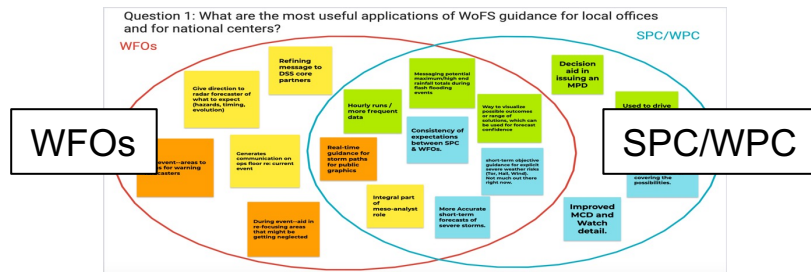 Question 1: What are the most useful applications of WoFS guidance for local offices
and for national centers?
WFOs
SPC/WPC
Refining
message to
DSS core
partners
Give direction to
radar forecaster of
what to expect
(hazards, timing,
evolution)
Messaging potential
maximum/high end
rainfall totals during
flash flooding
events
Decision
aid in
issuing an
MPD
Hourly runs /
more frequent
data
Way to visualize
possible outcomes
or range of
solutions, which can
be used for forecast
confidence
Used to drive
WFOs
SPC/WPC
event--areas to
for warning
Generates
communication on
ops floor re: current
event
Real-time
guidance for
storm paths for
public graphics
Consistency of
expectations
between SPC
& WFOs.
short-term objective
guidance for explicit
severe weather risks
(Tor, Hail, Wind).
Not much out there
right now.
covering the
possibilities.
During event--aid in
re-focusing areas
that might be
getting neglected
Integral part
of
meso-analyst
role
More Accurate
short-term
forecasts of
severe storms.
Improved
MCD and
Watch
detail.